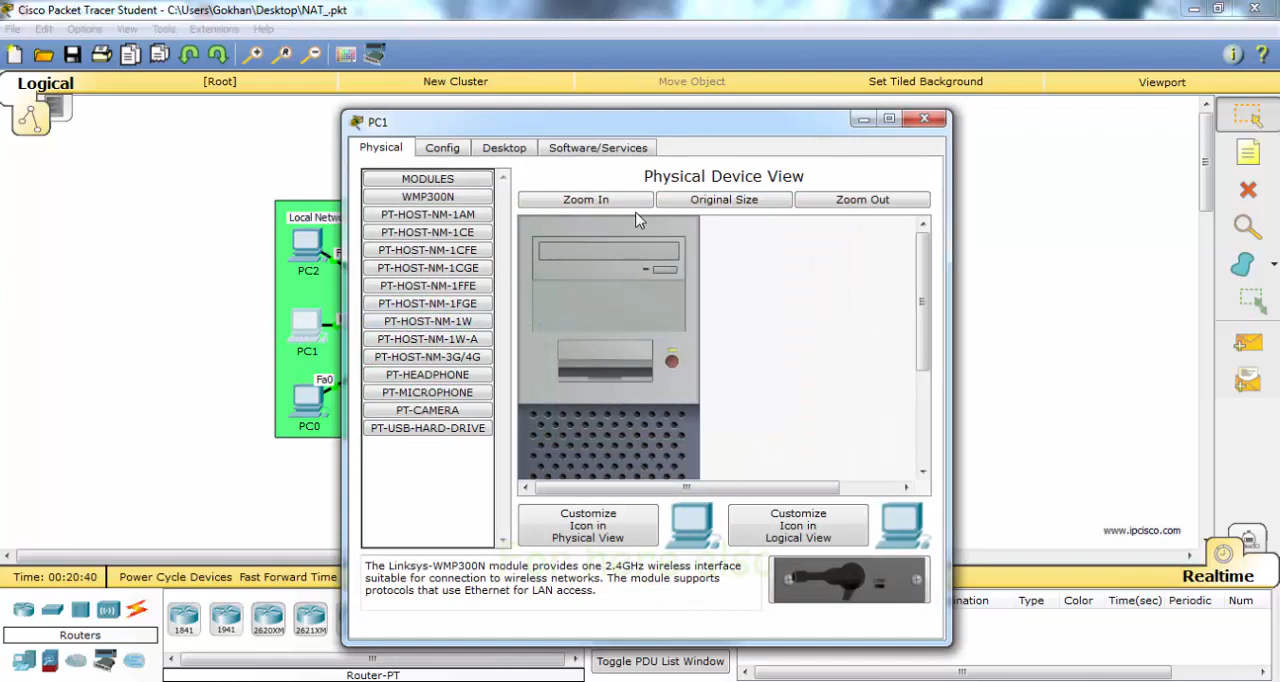 Cisco Packet Tracer Student - C:\Users\Gokhan\Desktop\NAT_.pkt
File Edit Options View Tools Extensions Help
Logical
[Root]
New Cluster
Move Object
Set Tiled Background
Viewport
Local Netw
PC2
PC1
Fa0
PC0
PC1
Physical Config Desktop Software/Services
MODULES
WMP300N
PT-HOST-NM-1AM
PT-HOST-NM-1CE
PT-HOST-NM-1CFE
PT-HOST-NM-1CGE
PT-HOST-NM-1FFE
PT-HOST-NM-1FGE
PT-HOST-NM-1W
PT-HOST-NM-1W-A
PT-HOST-NM-3G/4G
PT-HEADPHONE
PT-MICROPHONE
PT-CAMERA
PT-USB-HARD-DRIVE
Physical Device View
Zoom In Original Size Zoom Out
Customize
Icon in
Physical View
Customize
Icon in
Logical View
The Linksys-WMP300N module provides one 2.4GHz wireless interface
suitable for connection to wireless networks. The module supports
protocols that use Ethernet for LAN access.
www.ipcisco.com
Time: 00:20:40 Power Cycle Devices Fast Forward Time
Realtime
Routers
1841 1941 2620XM 2621XM
Router-PT
Toggle PDU List Window
ination Type Color Time(sec) Periodic Num